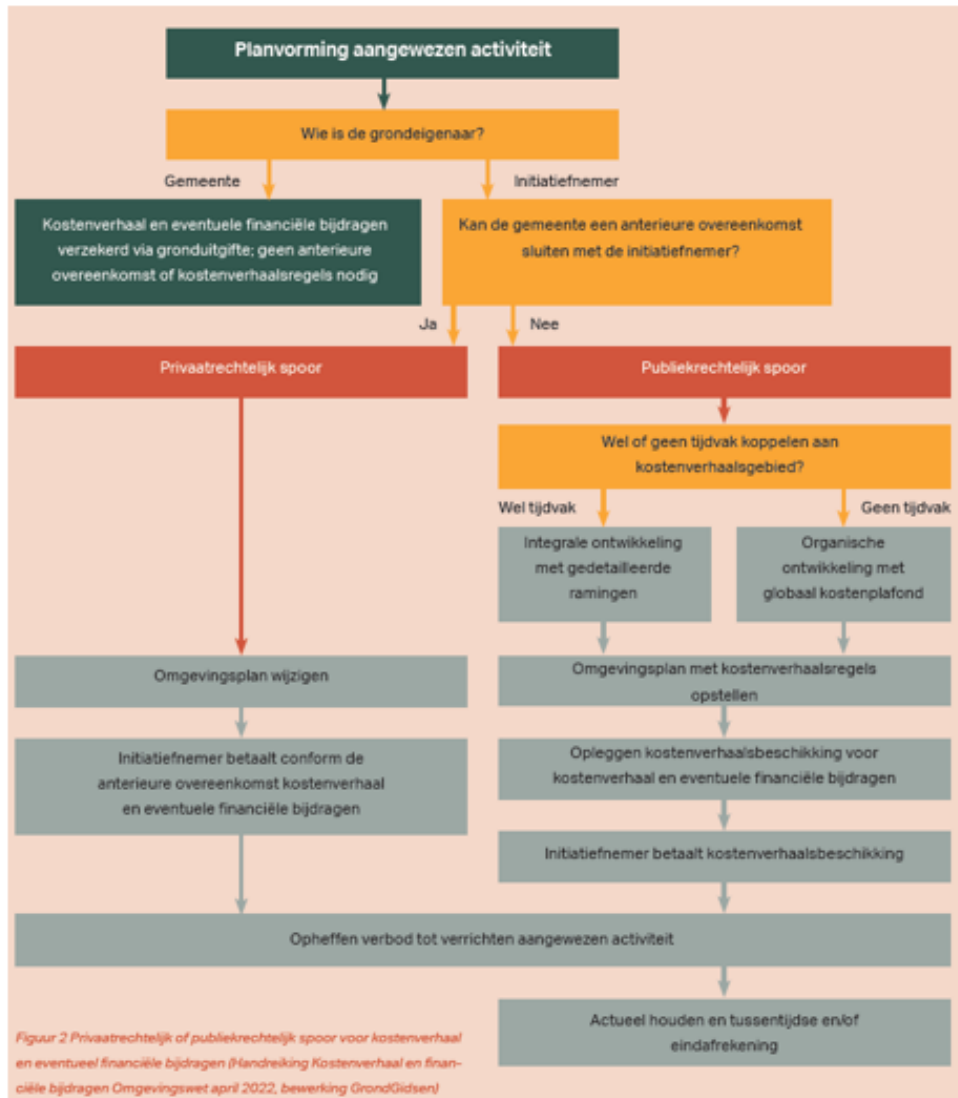 Planvorming aangewezen activiteit
Wie is de grondeigenaar?
Gemeente
Initiatiefnemer
Kostenverhaal en eventuele financiële bijdragen
verzekerd via gronduitgifte; geen anterieure
overeenkomst of kostenverhaalsregels nodig
Kan de gemeente een anterieure overeenkomst
sluiten met de initiatiefnemer?
Ja
Nee
Privaatrechtelijk spoor
Publiekrechtelijk spoor
Wel of geen tijdvak koppelen aan
kostenverhaalsgebied?
Wel tijdvak
Geen tijdvak
Integrale ontwikkeling
met gedetailleerde
ramingen
Organische
ontwikkeling met
globaal kostenplafond
Omgevingsplan wijzigen
Omgevingsplan met kostenverhaalsregels
opstellen
Initiatiefnemer betaalt conform de
anterieure overeenkomst kostenverhaal
en eventuele financiële bijdragen
Opleggen kostenverhaalsbeschikking voor
kostenverhaal en eventuele financiële bijdragen
Initiatiefnemer betaalt kostenverhaalsbeschikking
Opheffen verbod tot verrichten aangewezen activiteit
Actueel houden en tussentijdse en/of
eindafrekening
Figuur 2 Privaatrechtelijk of publiekrechtelijk spoor voor kostenverhaal
en eventueel financiële bijdragen (Handreiking Kostenverhaal en finan-
ciële bijdragen Omgevingswet april 2022, bewerking GrondGidsen)